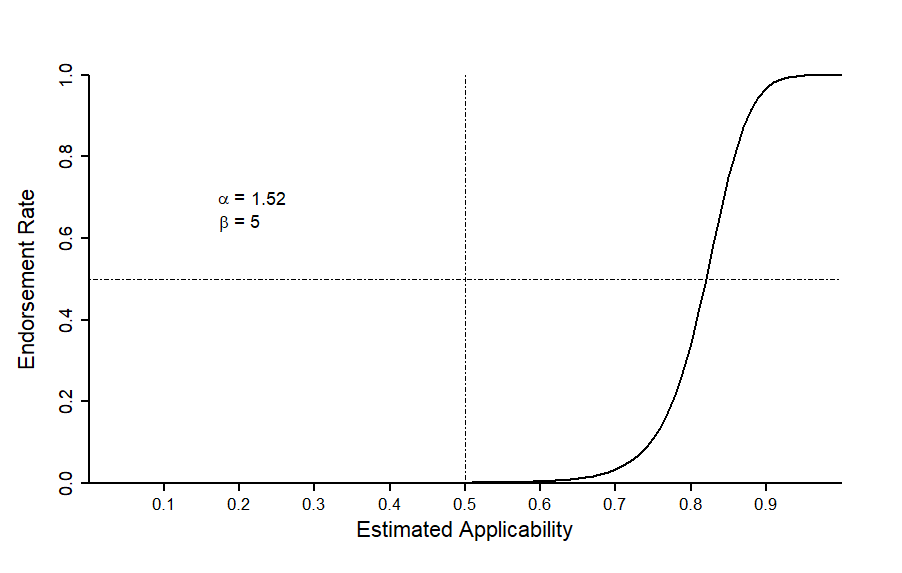 1.0
0.8
α = 1.52
β = 5
0.6
0.4
0.2
0.0
Endorsement Rate
0.1 0.2 0.3 0.4 0.5 0.6 0.7 0.8 0.9
Estimated Applicability